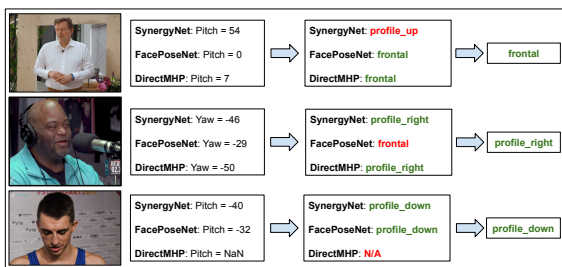 SynergyNet: Pitch = 54
FacePoseNet: Pitch = 0
DirectMHP: Pitch = 7
SynergyNet: profile_up
FacePoseNet: frontal
DirectMHP: frontal
frontal
SynergyNet: Yaw = -46
FacePoseNet: Yaw = -29
DirectMHP: Yaw = -50
SynergyNet: profile_right
FacePoseNet: frontal
DirectMHP: profile_right
profile_right
SynergyNet: Pitch = -40
FacePoseNet: Pitch = -32
DirectMHP: Pitch = NaN
SynergyNet: profile_down
FacePoseNet: profile_down
DirectMHP: N/A
profile_down